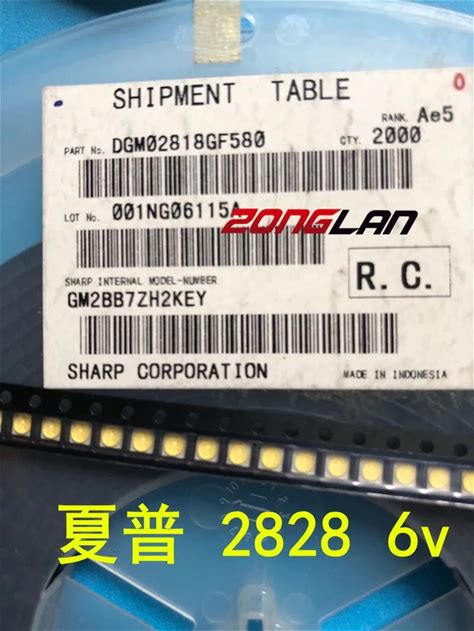 SHIPMENT TABLE
0
RANK. Ae5
PART No. DGM02818GF580 QTY. 2000
LOT No. 001NG06115A
ZONGLAN
SHARP INTERNAL MODEL-NUMBER
GM2BB7ZH2KEY
R.C.
SHARP CORPORATION
MADE IN INDONESIA
夏普 2828 6v